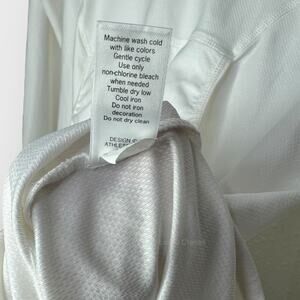 Machine wash cold
with like colors
Gentle cycle
Use only
non-chlorine bleach
when needed
Tumble dry low
Cool iron
Do not iron
decoration
Do not dry clean
DESIGN